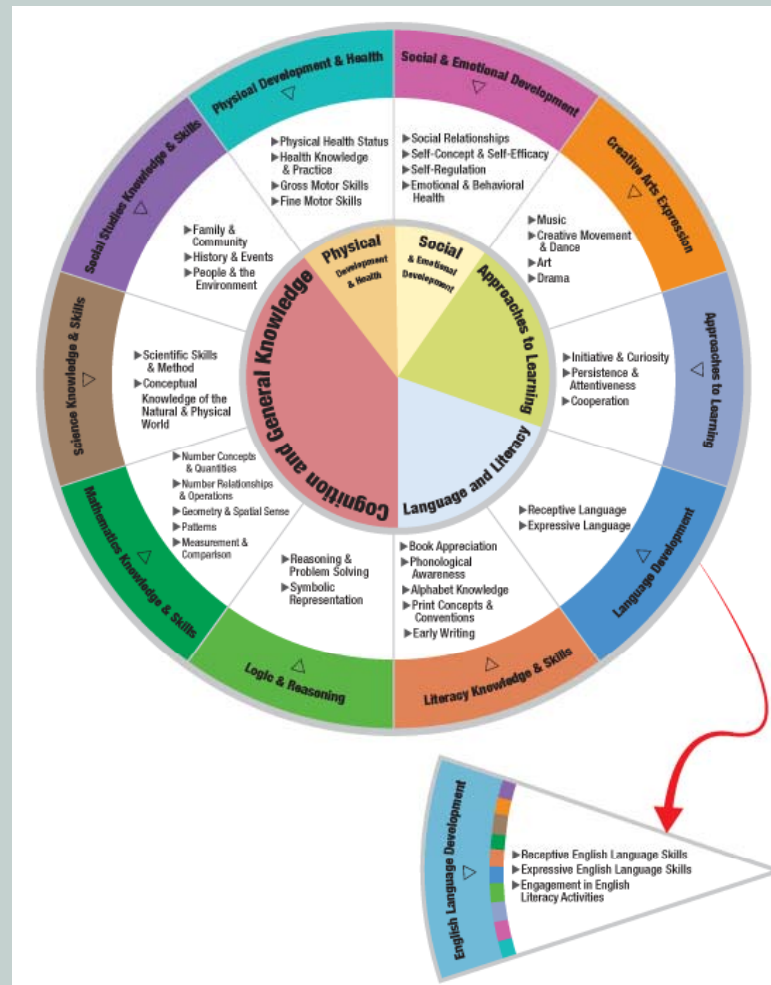 Physical Development & Health
Social & Emotional Development
Creative Arts Expression
Approaches to Learning
Language Development
Literacy Knowledge & Skills
Logic & Reasoning
Mathematics Knowledge & Skills
Science Knowledge & Skills
Social Studies Knowledge & Skills
Physical Health Status
Health Knowledge
& Practice
Gross Motor Skills
Fine Motor Skills
Social Relationships
Self-Concept & Self-Efficacy
Self-Regulation
Emotional & Behavioral
Health
Music
Creative Movement
& Dance
Art
Drama
Initiative & Curiosity
Persistence &
Attentiveness
Cooperation
Receptive Language
Expressive Language
Book Appreciation
Phonological
Awareness
Alphabet Knowledge
Print Concepts &
Conventions
Early Writing
Reasoning &
Problem Solving
Symbolic
Representation
Number Concepts
& Quantities
Number Relationships
& Operations
Geometry & Spatial Sense
Patterns
Measurement &
Comparison
Scientific Skills
& Method
Conceptual
Knowledge of the
Natural & Physical
World
Family &
Community
History & Events
People & the
Environment
Physical
Development
& Health
Social
& Emotional
Development
Approaches to Learning
Language and Literacy
Cognition and General Knowledge
English Language Development
Receptive English Language Skills
Expressive English Language Skills
Engagement in English
Literacy Activities